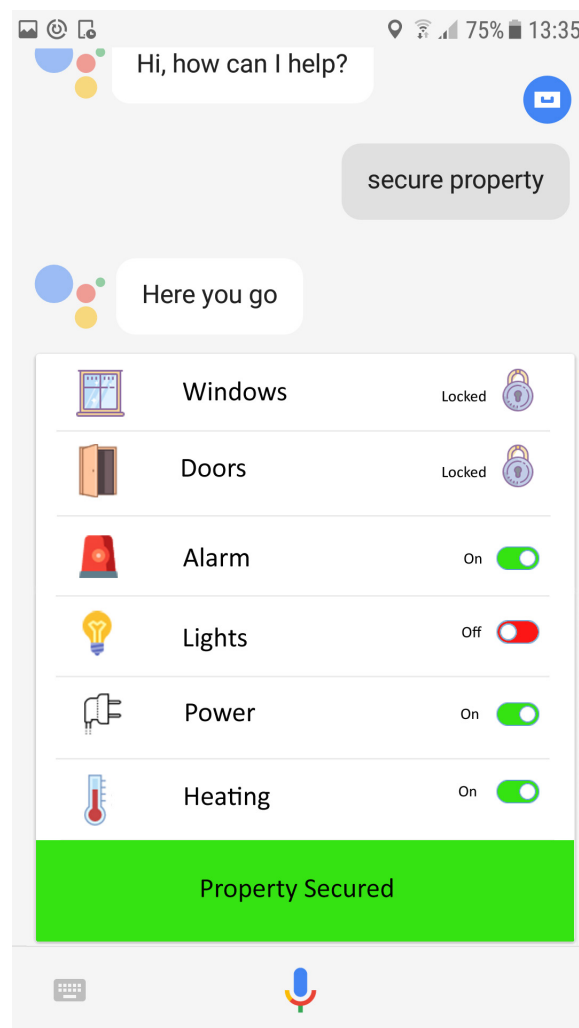 75% 13:35
Hi, how can I help?
secure property
Here you go
Windows Locked
Doors Locked
Alarm On
Lights Off
Power On
Heating On
Property Secured